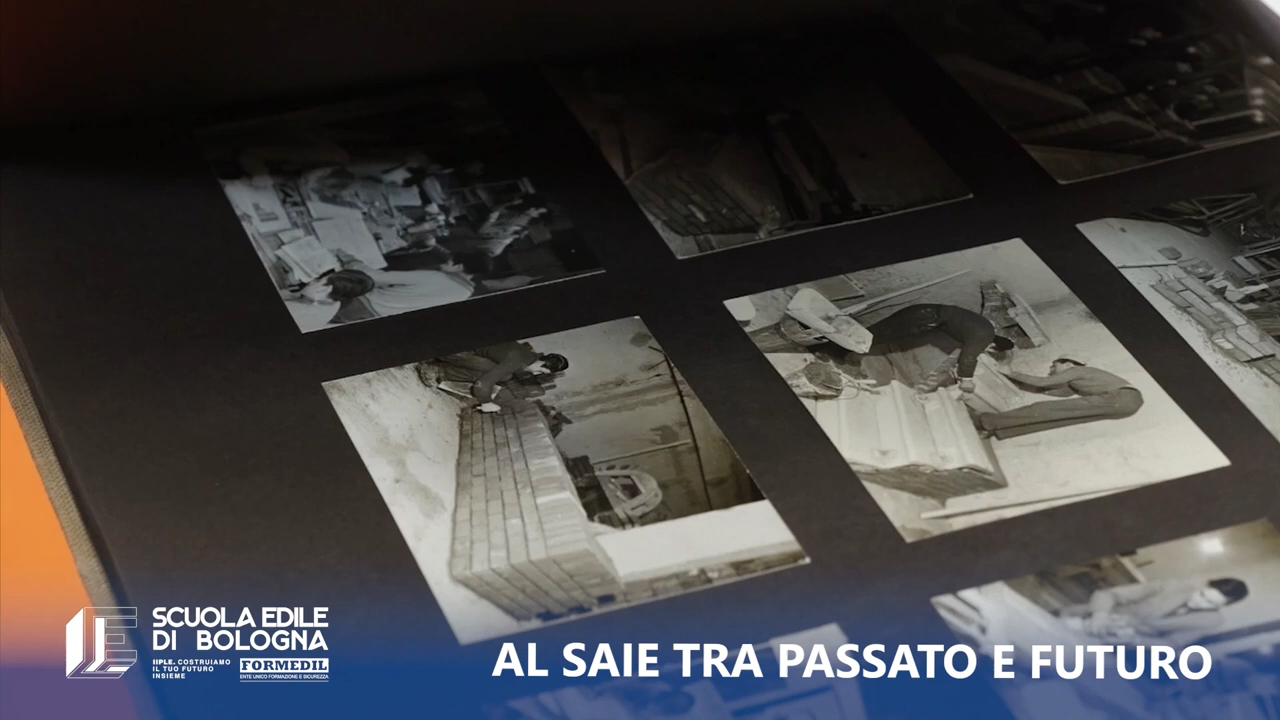 SCUOLA EDILE
DI BOLOGNA
IIPLE. COSTRUIAMO
IL TUO FUTURO
INSIEME
FORMEDIL
ENTE UNICO FORMAZIONE E SICUREZZA
AL SAIE TRA PASSATO E FUTURO